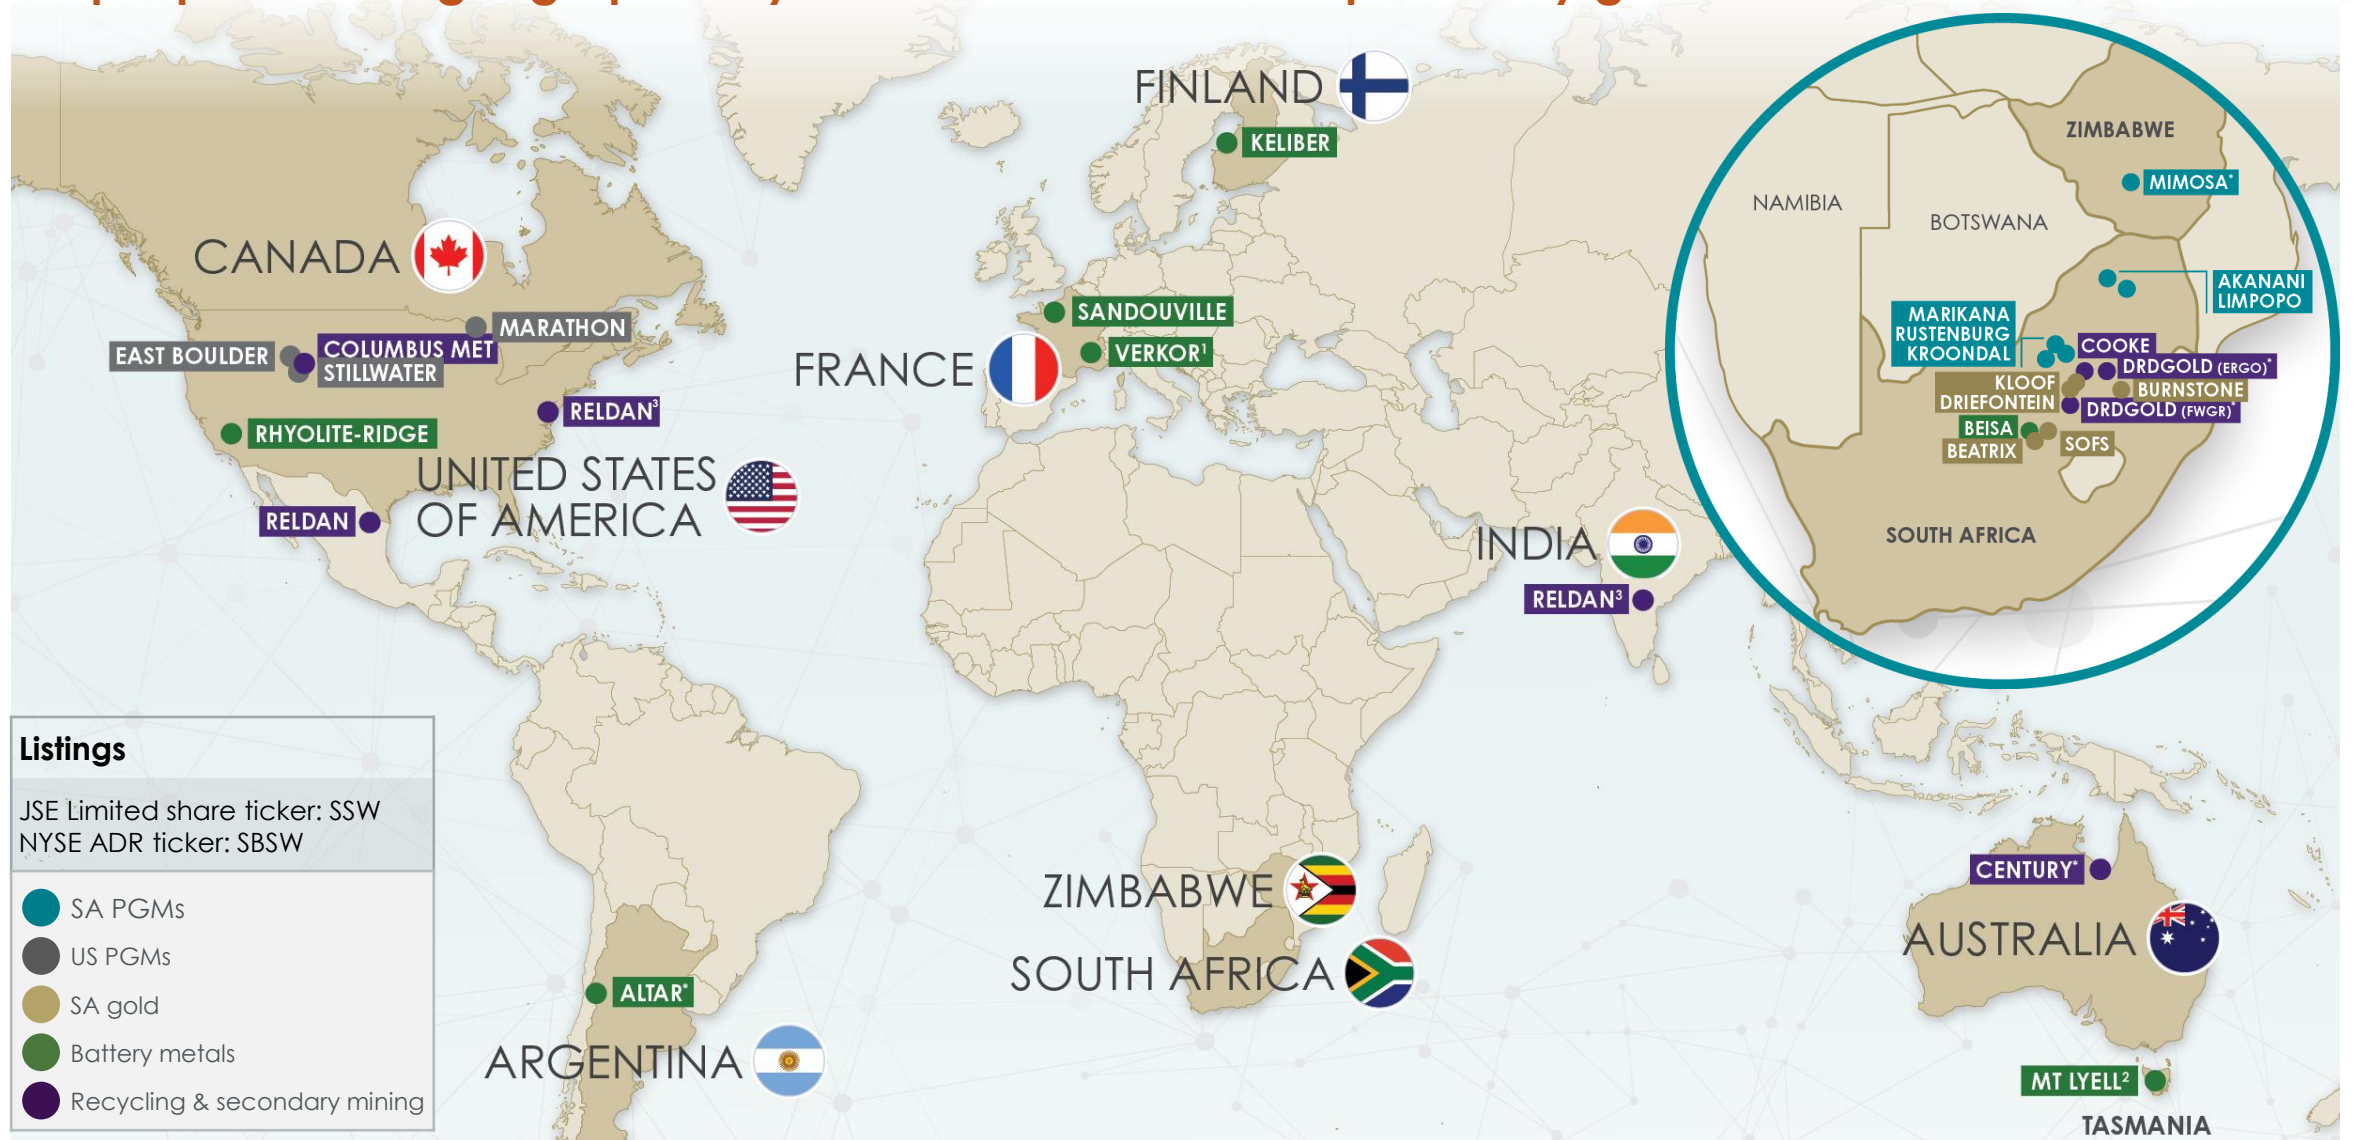 FINLAND
KELIBER
CANADA
MARATHON
EAST BOULDER
COLUMBUS MET
STILLWATER
RELDAN³
RHYOLITE-RIDGE
UNITED STATES
OF AMERICA
RELDAN
SANDOUVILLE
VERKOR¹
FRANCE
INDIA
RELDAN³
ZIMBABWE
MIMOSA*
NAMIBIA
BOTSWANA
AKANANI
LIMPOPO
MARIKANA
RUSTENBURG
KROONDAL
COOKE
DRDGOLD (ERGO)*
KLOOF
DRIEFONTEIN
BURNSTONE
DRDGOLD (FWGR)*
BEISA
BEATRIX
SOFS
SOUTH AFRICA
Listings
JSE Limited share ticker: SSW
NYSE ADR ticker: SBSW
SA PGMs
US PGMs
SA gold
Battery metals
Recycling & secondary mining
ALTAR*
ARGENTINA
ZIMBABWE
SOUTH AFRICA
CENTURY*
AUSTRALIA
MT LYELL²
TASMANIA